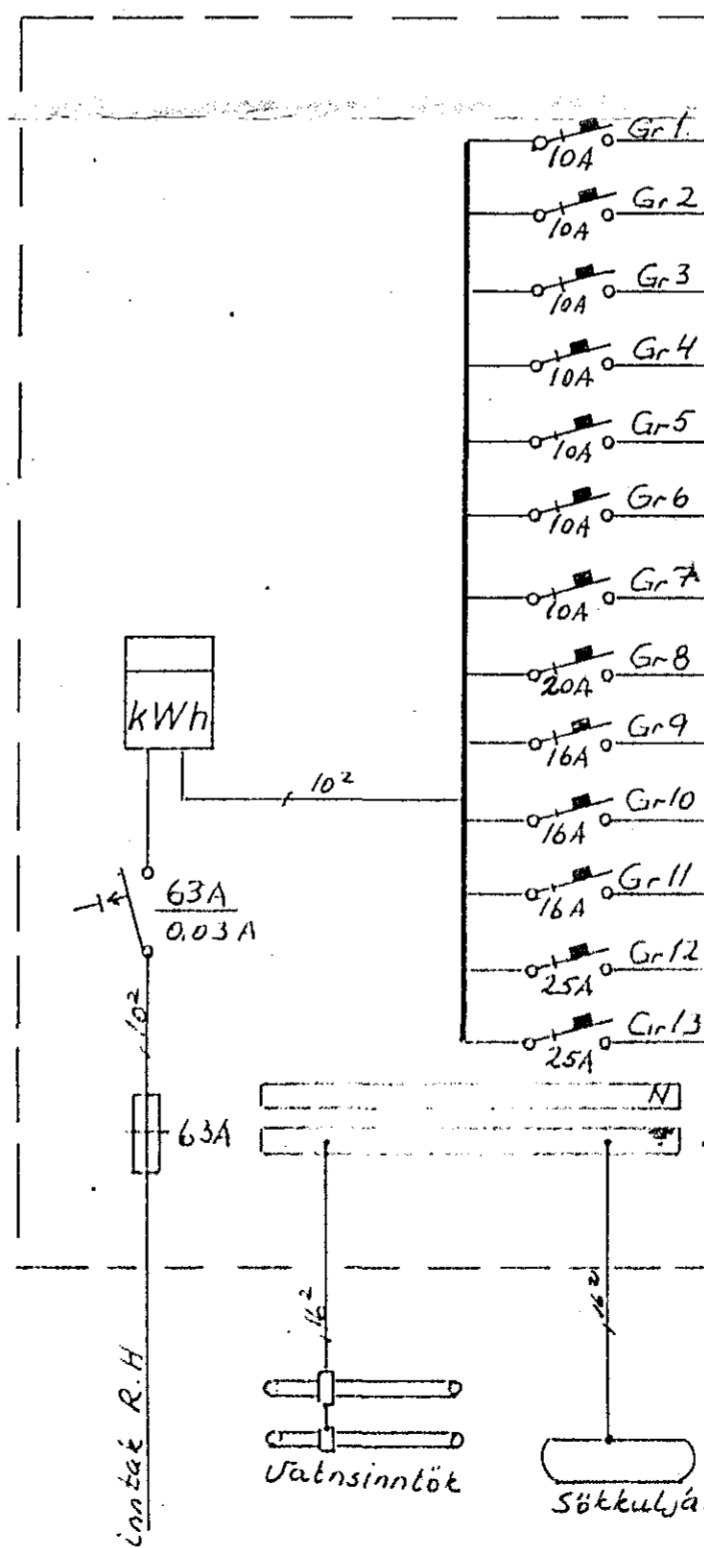 Gr 1
10A
Gr 2
10A
Gr 3
10A
Gr 4
10A
Gr 5
10A
Gr 6
10A
Gr 7
10A
Gr 8
20A
Gr 9
16A
Gr 10
16A
Gr 11
16A
Gr 12
25A
Gr 13
25A
kWh
10²
63A
0,03 A
10²
63A
N
16²
16²
inntak R.H
Vatnsinntök
Sökkulskjá